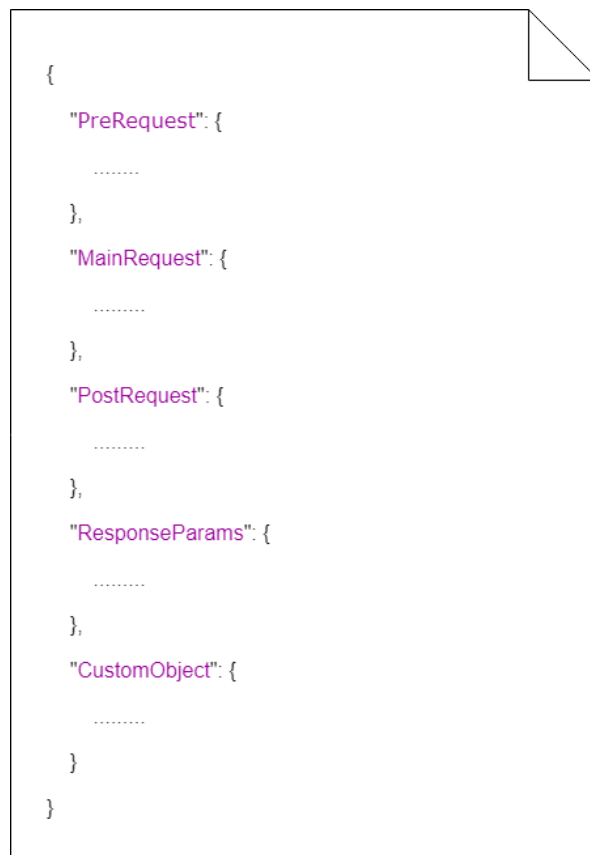 {
"PreRequest": {
........
},
"MainRequest": {
.........
},
"PostRequest": {
.........
},
"ResponseParams": {
.........
},
"CustomObject": {
.........
}
}